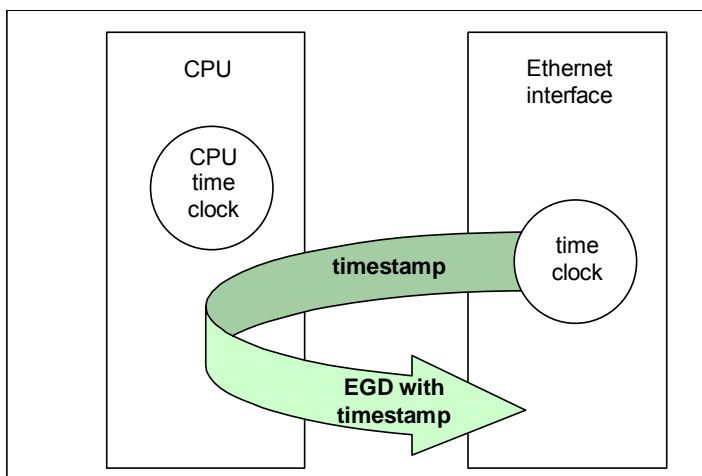 CPU
Ethernet
interface
CPU
time
clock
time
clock
timestamp
EGD with
timestamp